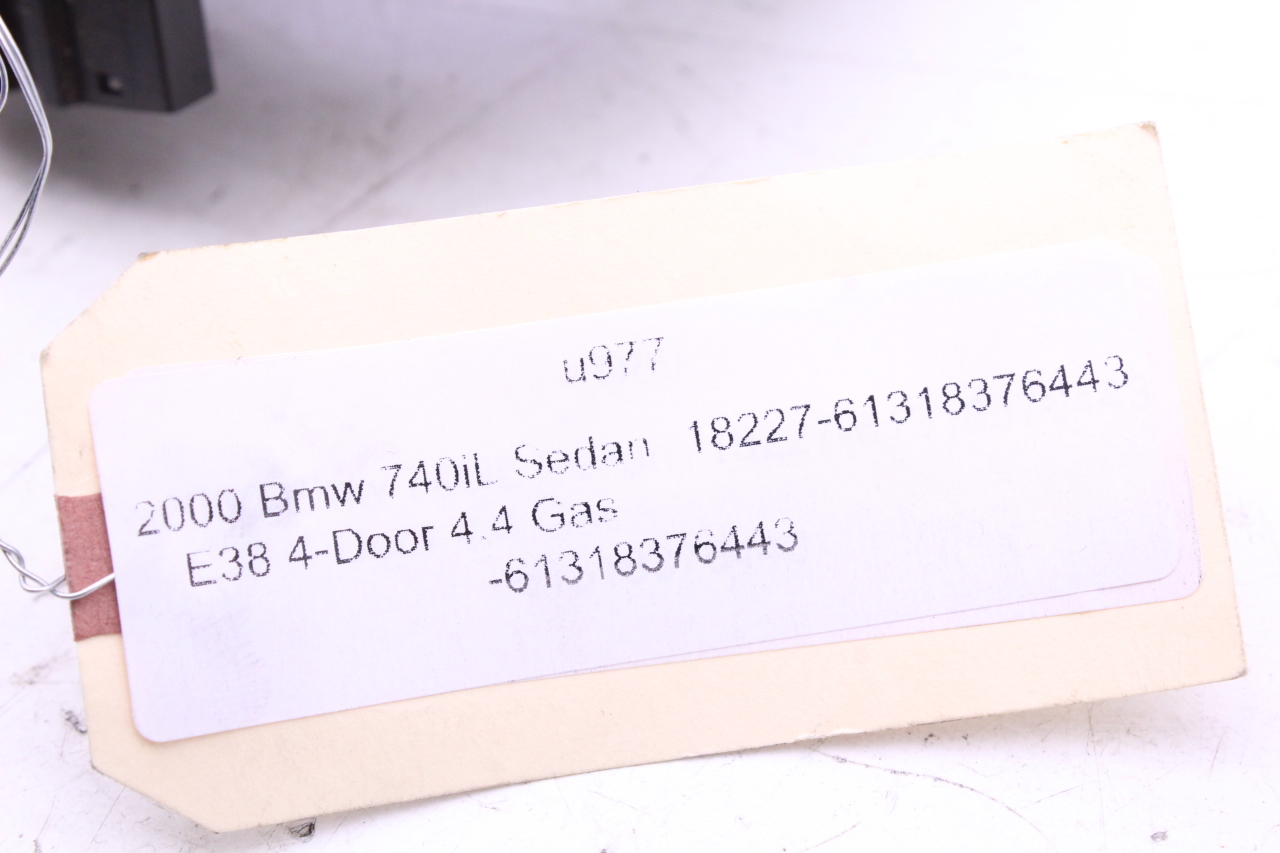 u977
2000 Bmw 740iL Sedan 18227-61318376443
E38 4-Door 4.4 Gas
-61318376443